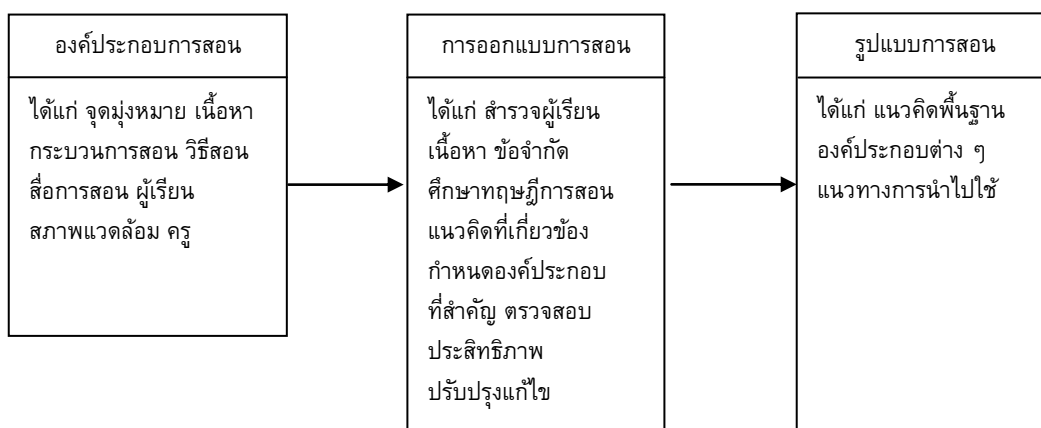 องค์ประกอบการสอน
ได้แก่ จุดมุ่งหมาย เนื้อหา
กระบวนการสอน วิธีสอน
สื่อการสอน ผู้เรียน
สภาพแวดล้อม ครู
การออกแบบการสอน
ได้แก่ สำรวจผู้เรียน
เนื้อหา ข้อจำกัด
ศึกษาทฤษฎีการสอน
แนวคิดที่เกี่ยวข้อง
กำหนดองค์ประกอบ
ที่สำคัญ ตรวจสอบ
ประสิทธิภาพ
ปรับปรุงแก้ไข
รูปแบบการสอน
ได้แก่ แนวคิดพื้นฐาน
องค์ประกอบต่าง ๆ
แนวทางการนำไปใช้